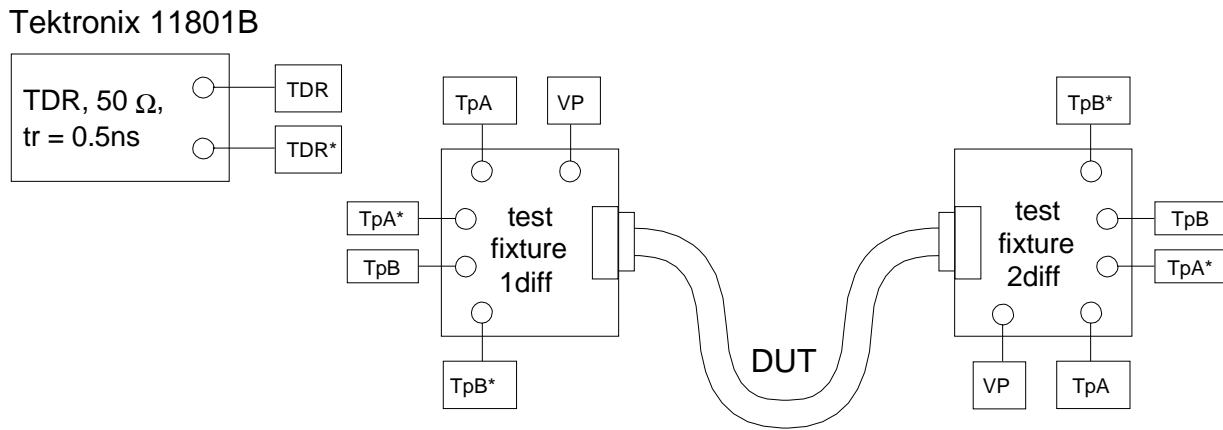 Tektronix 11801B
TDR, 50 Ω,
tr = 0.5ns
TDR
TDR*
TpA
VP
TpA*
TpB
TpB*
test
fixture
1diff
DUT
TpB*
test
fixture
2diff
TpB
TpA*
VP
TpA